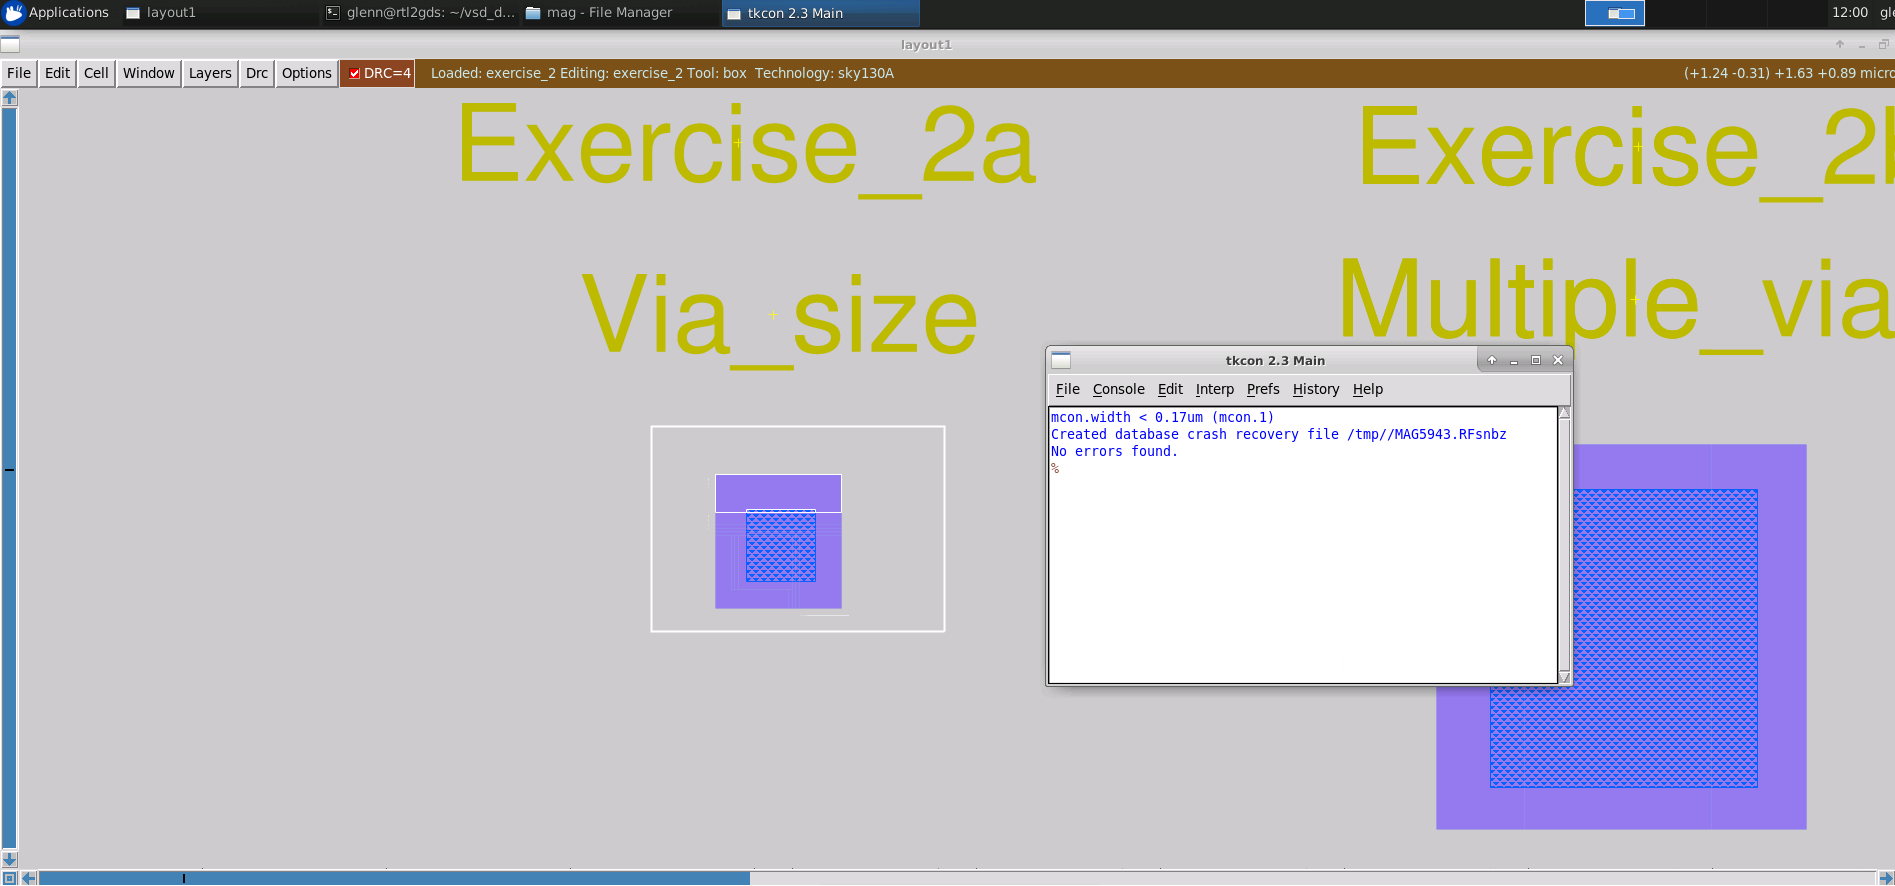 Applications layout1 glenn@rtl2gds: ~/vsd_d... mag - File Manager tkcon 2.3 Main 12:00 gl
layout1
File Edit Cell Window Layers Drc Options DRC=4 Loaded: exercise_2 Editing: exercise_2 Tool: box Technology: sky130A (+1.24 -0.31) +1.63 +0.89 micro
Exercise_2a
Exercise_2
Via_size
Multiple_via
tkcon 2.3 Main
File Console Edit Interp Prefs History Help
mcon.width < 0.17um (mcon.1)
Created database crash recovery file /tmp//MAG5943.RFsnbz
No errors found.
%